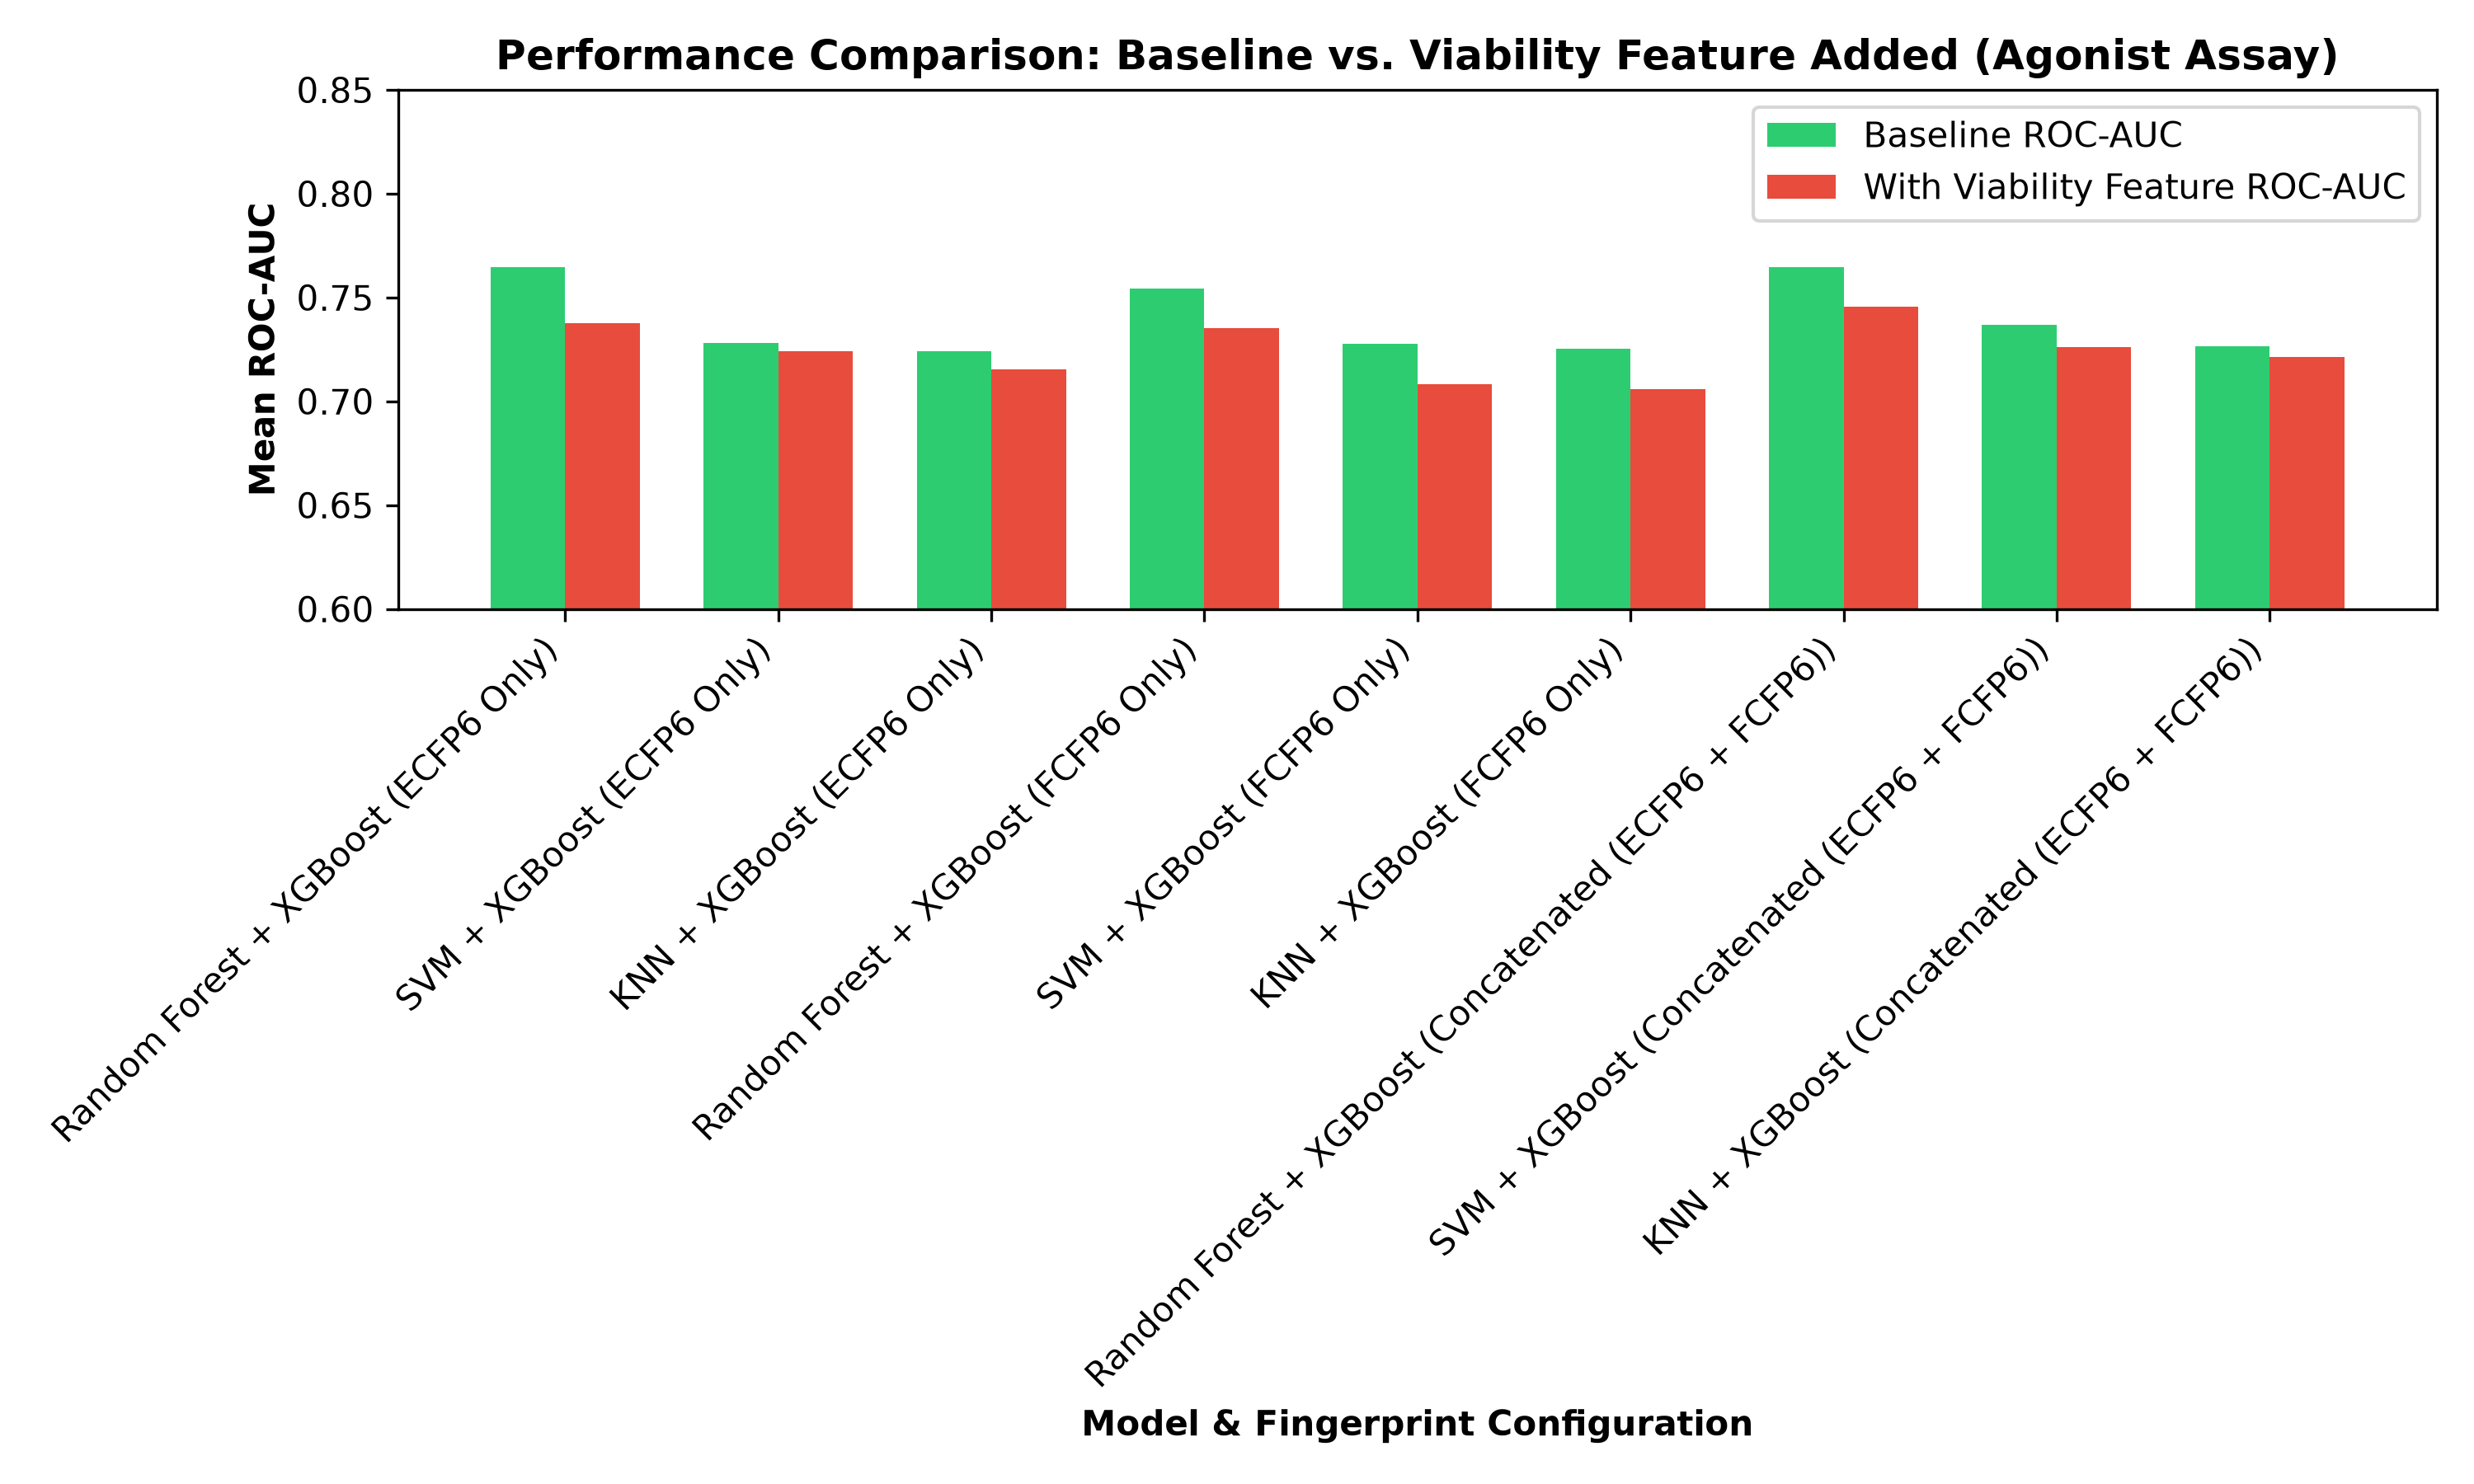 Performance Comparison: Baseline vs. Viability Feature Added (Agonist Assay)
Baseline ROC-AUC
With Viability Feature ROC-AUC
Mean ROC-AUC
0.85
0.80
0.75
0.70
0.65
0.60
Random Forest + XGBoost (ECFP6 Only)
SVM + XGBoost (ECFP6 Only)
KNN + XGBoost (ECFP6 Only)
Random Forest + XGBoost (FCFP6 Only)
SVM + XGBoost (FCFP6 Only)
KNN + XGBoost (FCFP6 Only)
Random Forest + XGBoost (Concatenated (ECFP6 + FCFP6))
SVM + XGBoost (Concatenated (ECFP6 + FCFP6))
KNN + XGBoost (Concatenated (ECFP6 + FCFP6))
Model & Fingerprint Configuration